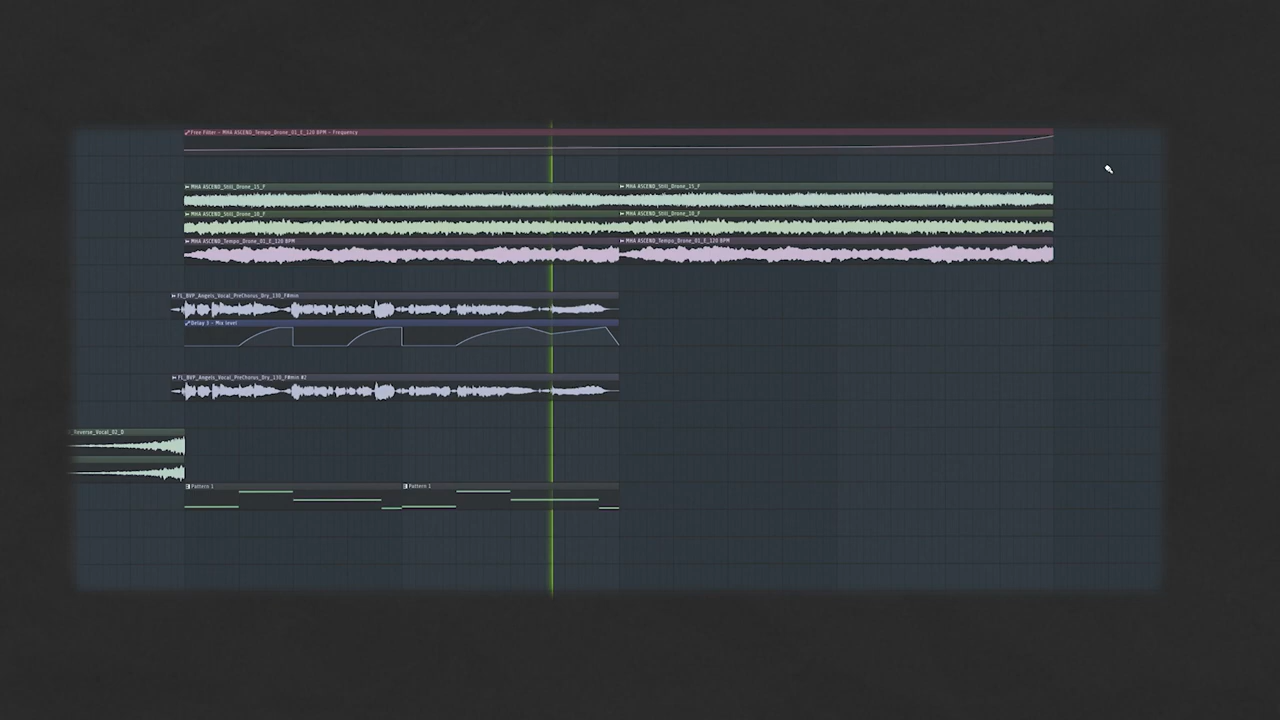 Free Filter - MHA ASCEND_Tempo_Drone_01_E_120 BPM - Frequency
MHA ASCEND_Still_Drone_15_F MHA ASCEND_Still_Drone_15_F
MHA ASCEND_Still_Drone_10_F MHA ASCEND_Still_Drone_10_F
MHA ASCEND_Tempo_Drone_01_E_120 BPM MHA ASCEND_Tempo_Drone_01_E_120 BPM
FL_BVP_Angels_Vocal_PreChorus_Dry_130_F#min
Delay 3 - Mix level
FL_BVP_Angels_Vocal_PreChorus_Dry_130_F#min #2
_Reverse_Vocal_02_D
Pattern 1 Pattern 1